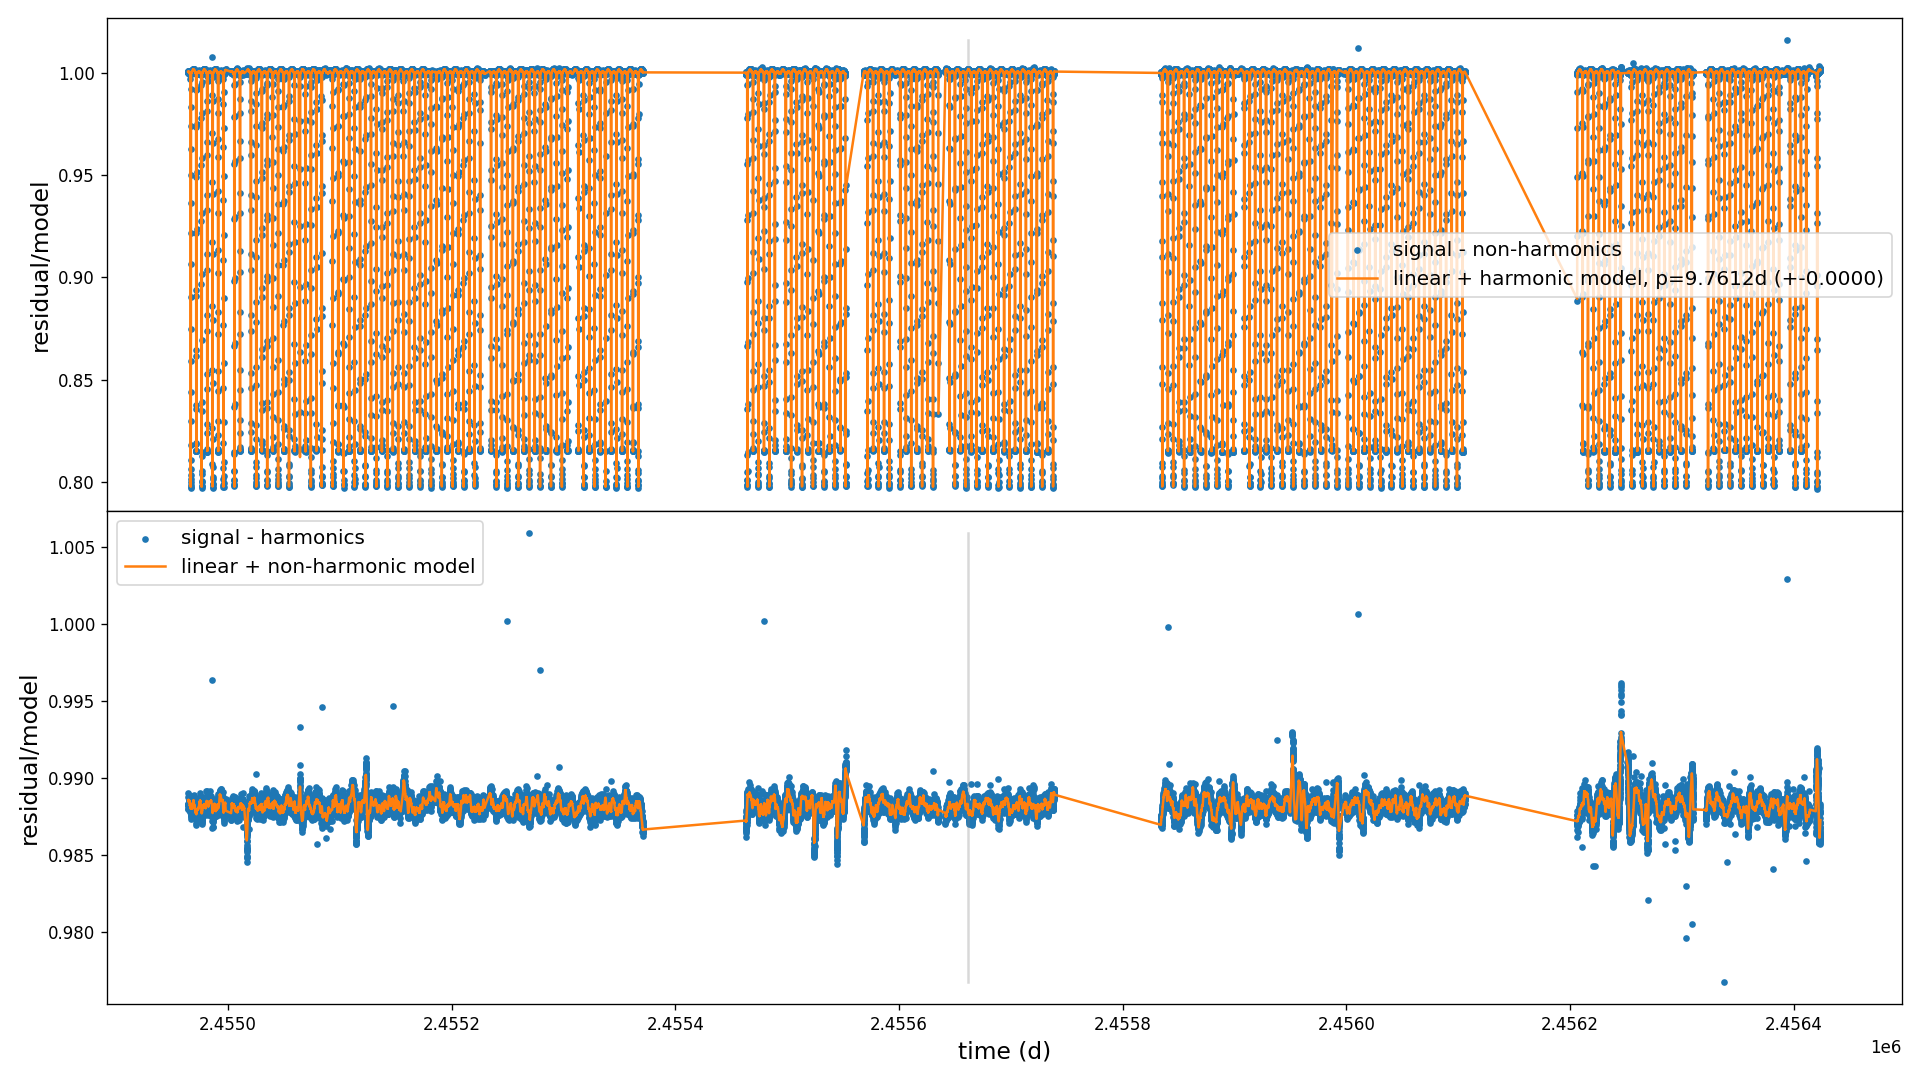 1.00
0.95
0.90
0.85
0.80
residual/model
signal - non-harmonics
linear + harmonic model, p=9.7612d (+-0.0000)
signal - harmonics
linear + non-harmonic model
1.005
1.000
0.995
0.990
0.985
0.980
residual/model
2.4550
2.4552
2.4554
2.4556
2.4558
2.4560
2.4562
2.4564
time (d)
1e6